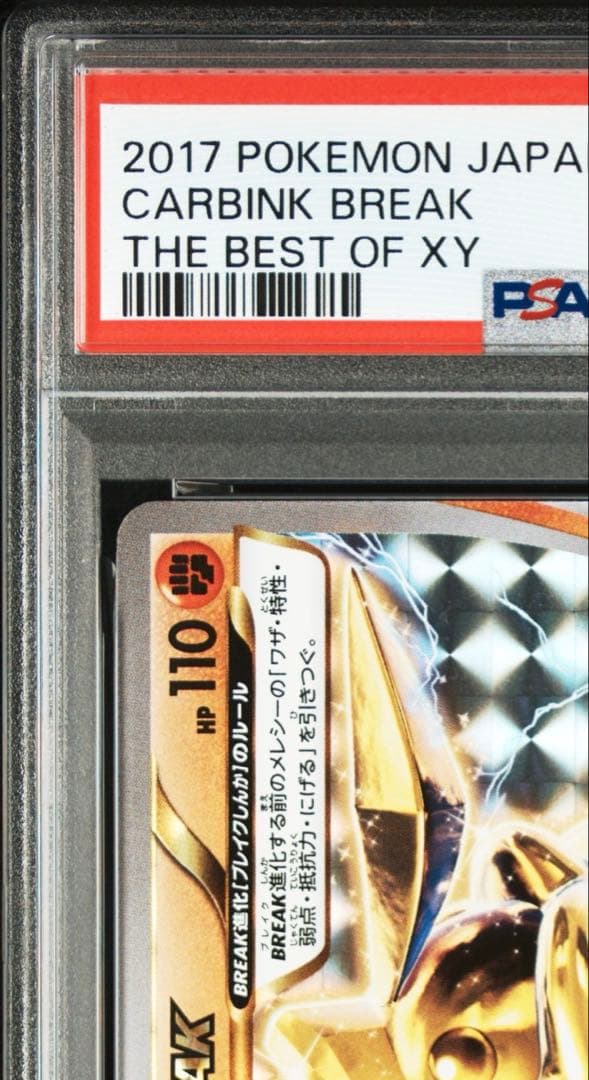 2017 POKEMON JAPA
CARBINK BREAK
THE BEST OF XY
PSA
HP 110
BREAK進化[ブレイクしんか]のルール
BREAK進化する前のメレシーの「ワザ・特性・
弱点・抵抗力・にげる」を引きつぐ。
AK